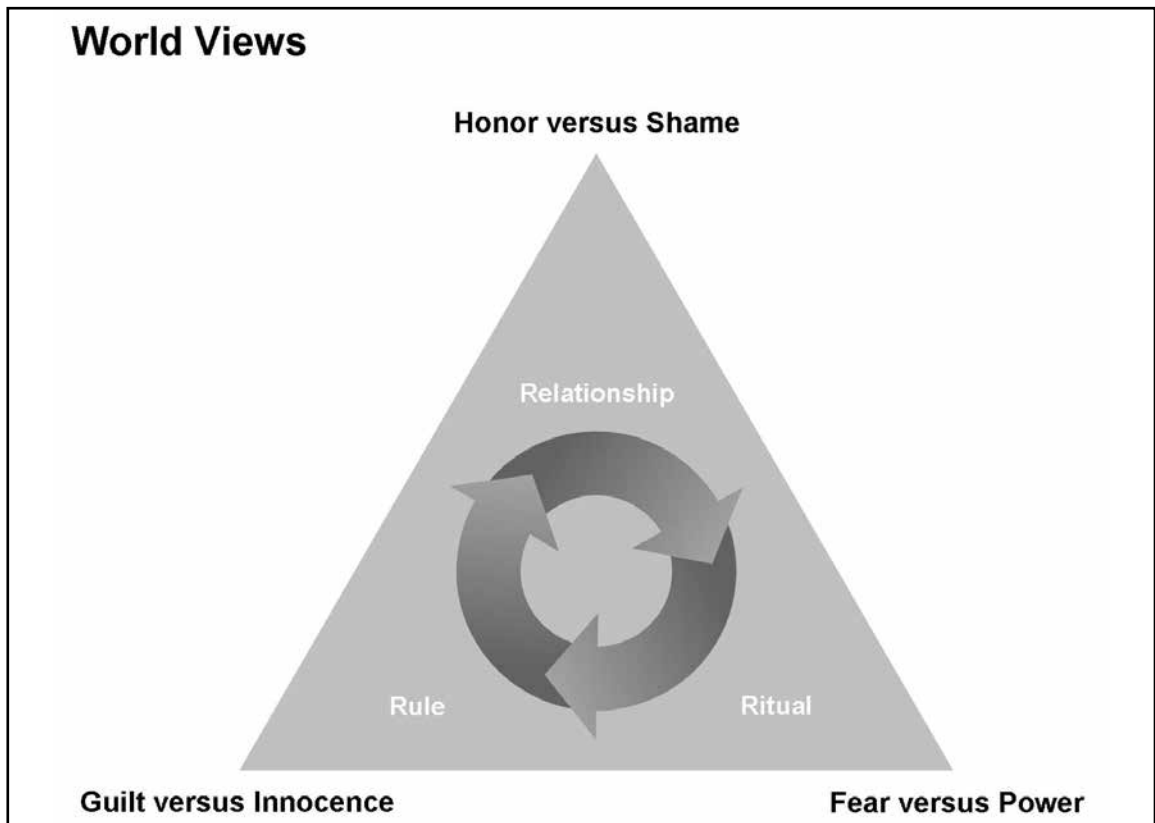 World Views
Honor versus Shame
Relationship
Rule
Ritual
Guilt versus Innocence
Fear versus Power